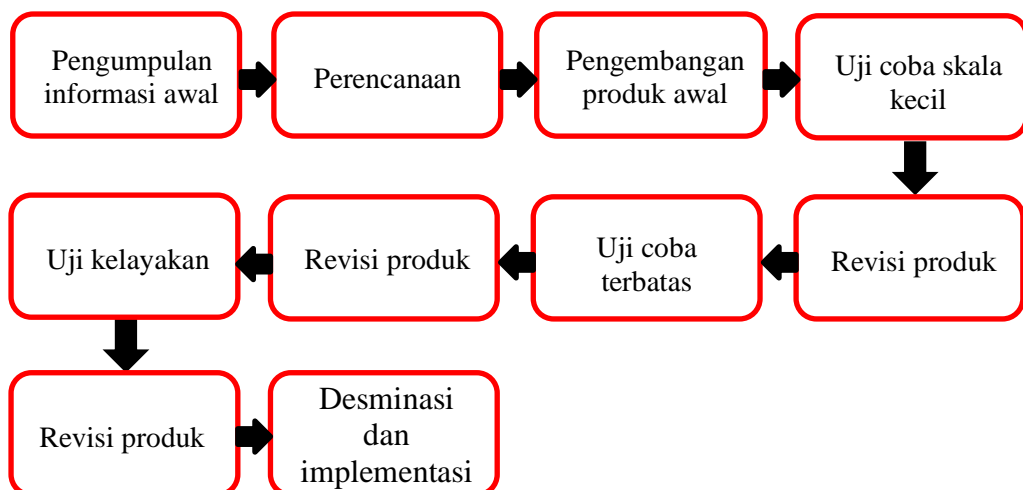 Pengumpulan
informasi awal
Perencanaan
Pengembangan
produk awal
Uji coba skala
kecil
Revisi produk
Uji coba
terbatas
Revisi produk
Uji kelayakan
Revisi produk
Desminasi
dan
implementasi